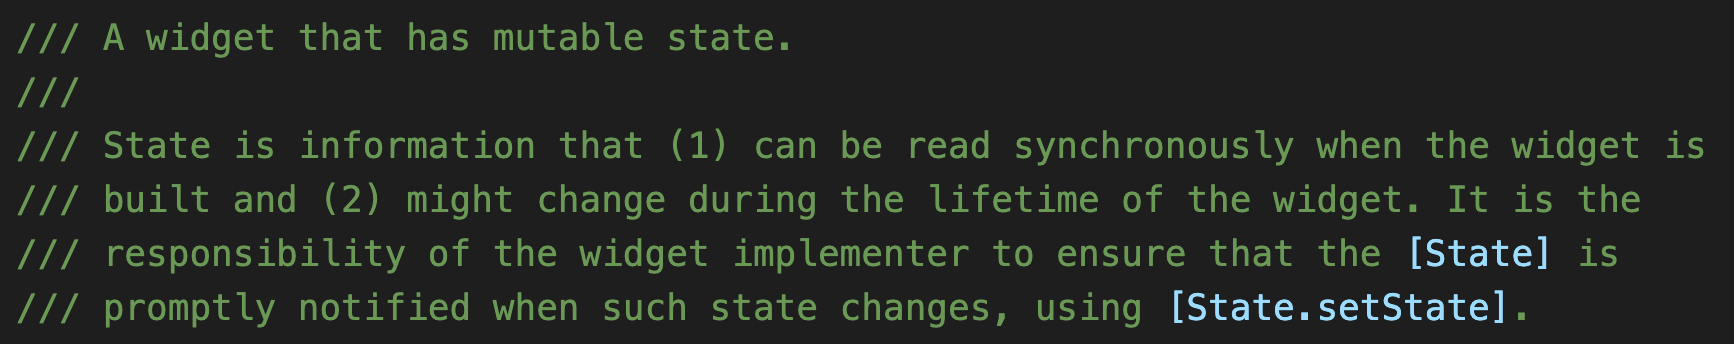 /// A widget that has mutable state.
///
/// State is information that (1) can be read synchronously when the widget is
/// built and (2) might change during the lifetime of the widget. It is the
/// responsibility of the widget implementer to ensure that the [State] is
/// promptly notified when such state changes, using [State.setState].